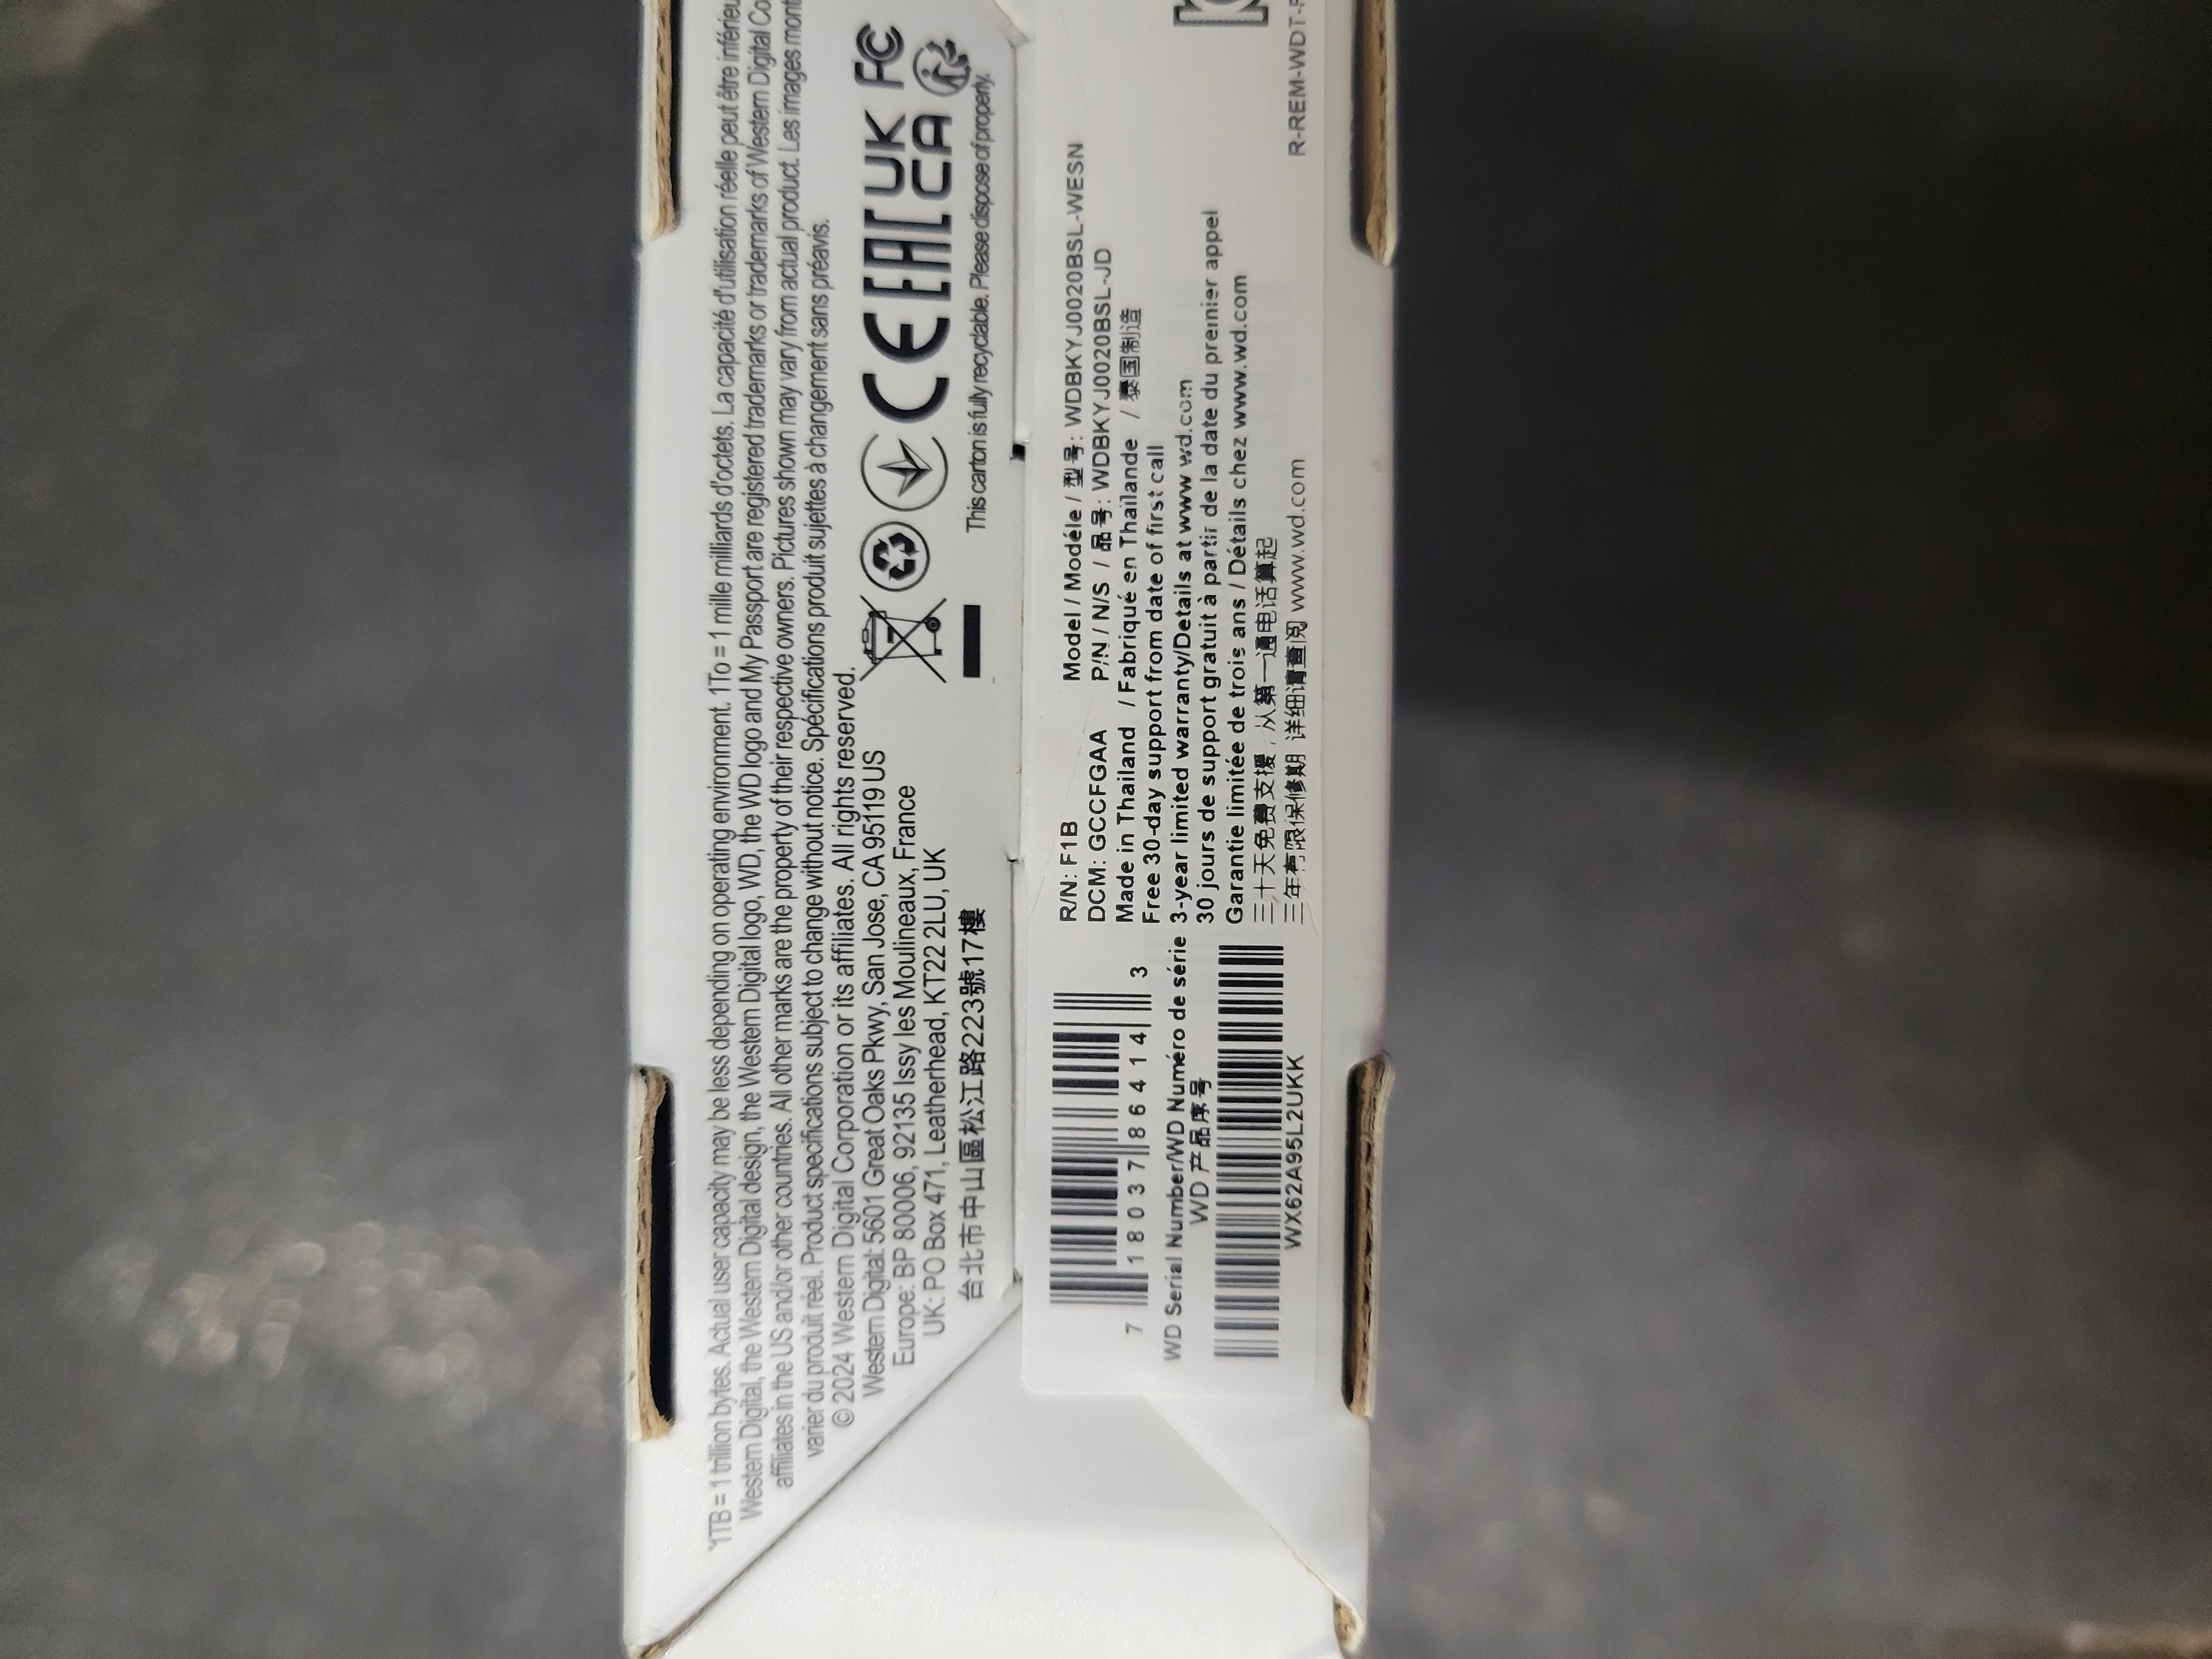 *1TB = 1 trillion bytes. Actual user capacity may be less depending on operating environment. 1To = 1 mille milliards d'octets. La capacité d'utilisation réelle peut être
Western Digital, the Western Digital design, the Western Digital logo, WD, the WD logo and My Passport are registered trademarks or trademarks of Western Digital
affiliates in the US and/or other countries. All other marks are the property of their respective owners. Pictures shown may vary from actual product. Les images
varier du produit réel. Product specifications subject to change without notice. Spécifications produit sujettes à changement sans préavis.
© 2024 Western Digital Corporation or its affiliates. All rights reserved.
Western Digital: 5601 Great Oaks Pkwy, San Jose, CA 95119 US
Europe: BP 80006, 92135 Issy les Moulineaux, France
UK: PO Box 471, Leatherhead, KT22 2LU, UK
台北市中山區松江路223號17樓
CE EAC UK CA FC
This carton is fully recyclable. Please dispose of properly.
R/N: F1B
Model / Modèle / 型号: WDBKYJ0020BSL-WESN
DCM: GCCFGAA
P/N / N/S / 品号: WDBKYJ0020BSL-JD
Made in Thailand / Fabriqué en Thaïlande / 泰国制造
Free 30-day support from date of first call
3-year limited warranty/Details at www.wd.com
30 jours de support gratuit à partir de la date du premier appel
Garantie limitée de trois ans / Détails chez www.wd.com
三十天免费支援, 从第一通电话算起
三年有限保修期 详细请查阅 www.wd.com
7 18037 86414 3
WD Serial Number/WD Numéro de série
WD 产品序号
WX62A95L2UKK
R-REM-WDT-